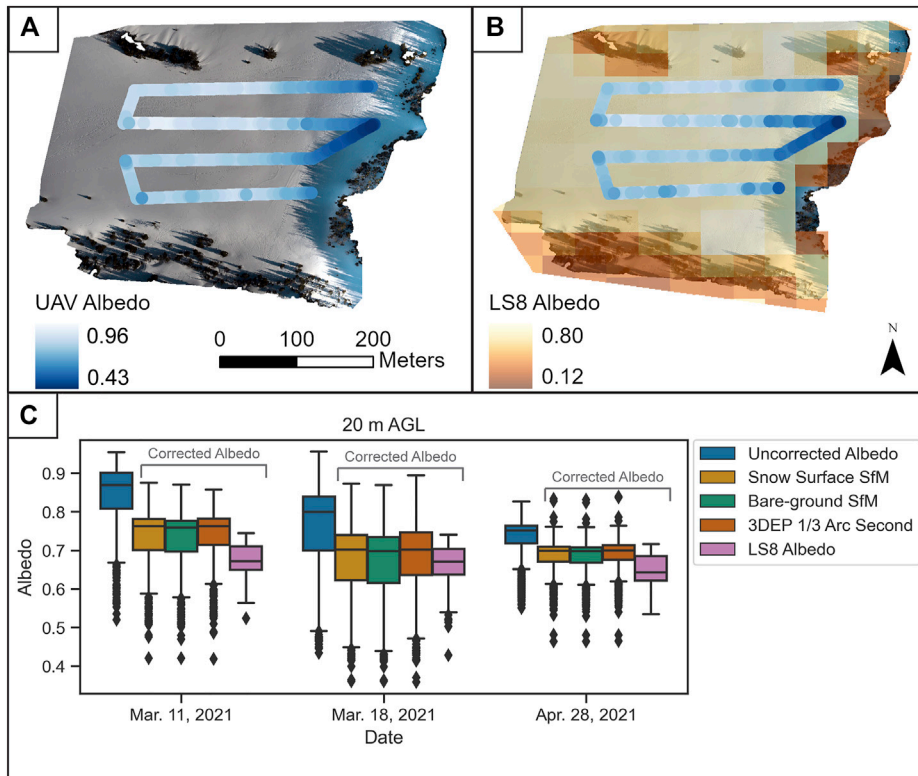 A
UAV Albedo
0.96
0.43
0 100 200
Meters
B
LS8 Albedo
0.80
0.12
N
C
20 m AGL
Corrected Albedo
Corrected Albedo
Corrected Albedo
Uncorrected Albedo
Snow Surface SfM
Bare-ground SfM
3DEP 1/3 Arc Second
LS8 Albedo
Albedo
0.9
0.8
0.7
0.6
0.5
0.4
Mar. 11, 2021
Mar. 18, 2021
Apr. 28, 2021
Date